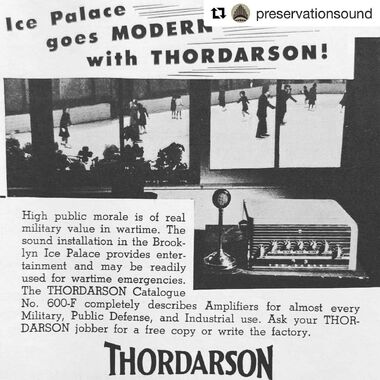 preservationsound
Ice Palace
goes MODERN
with THORDARSON!
High public morale is of real
military value in wartime. The
sound installation in the Brook-
lyn Ice Palace provides enter-
tainment and may be readily
used for wartime emergencies.
The THORDARSON Catalogue
No. 600-F completely describes Amplifiers for almost every
Military, Public Defense, and Industrial use. Ask your THOR-
DARSON jobber for a free copy or write the factory.
THORDARSON